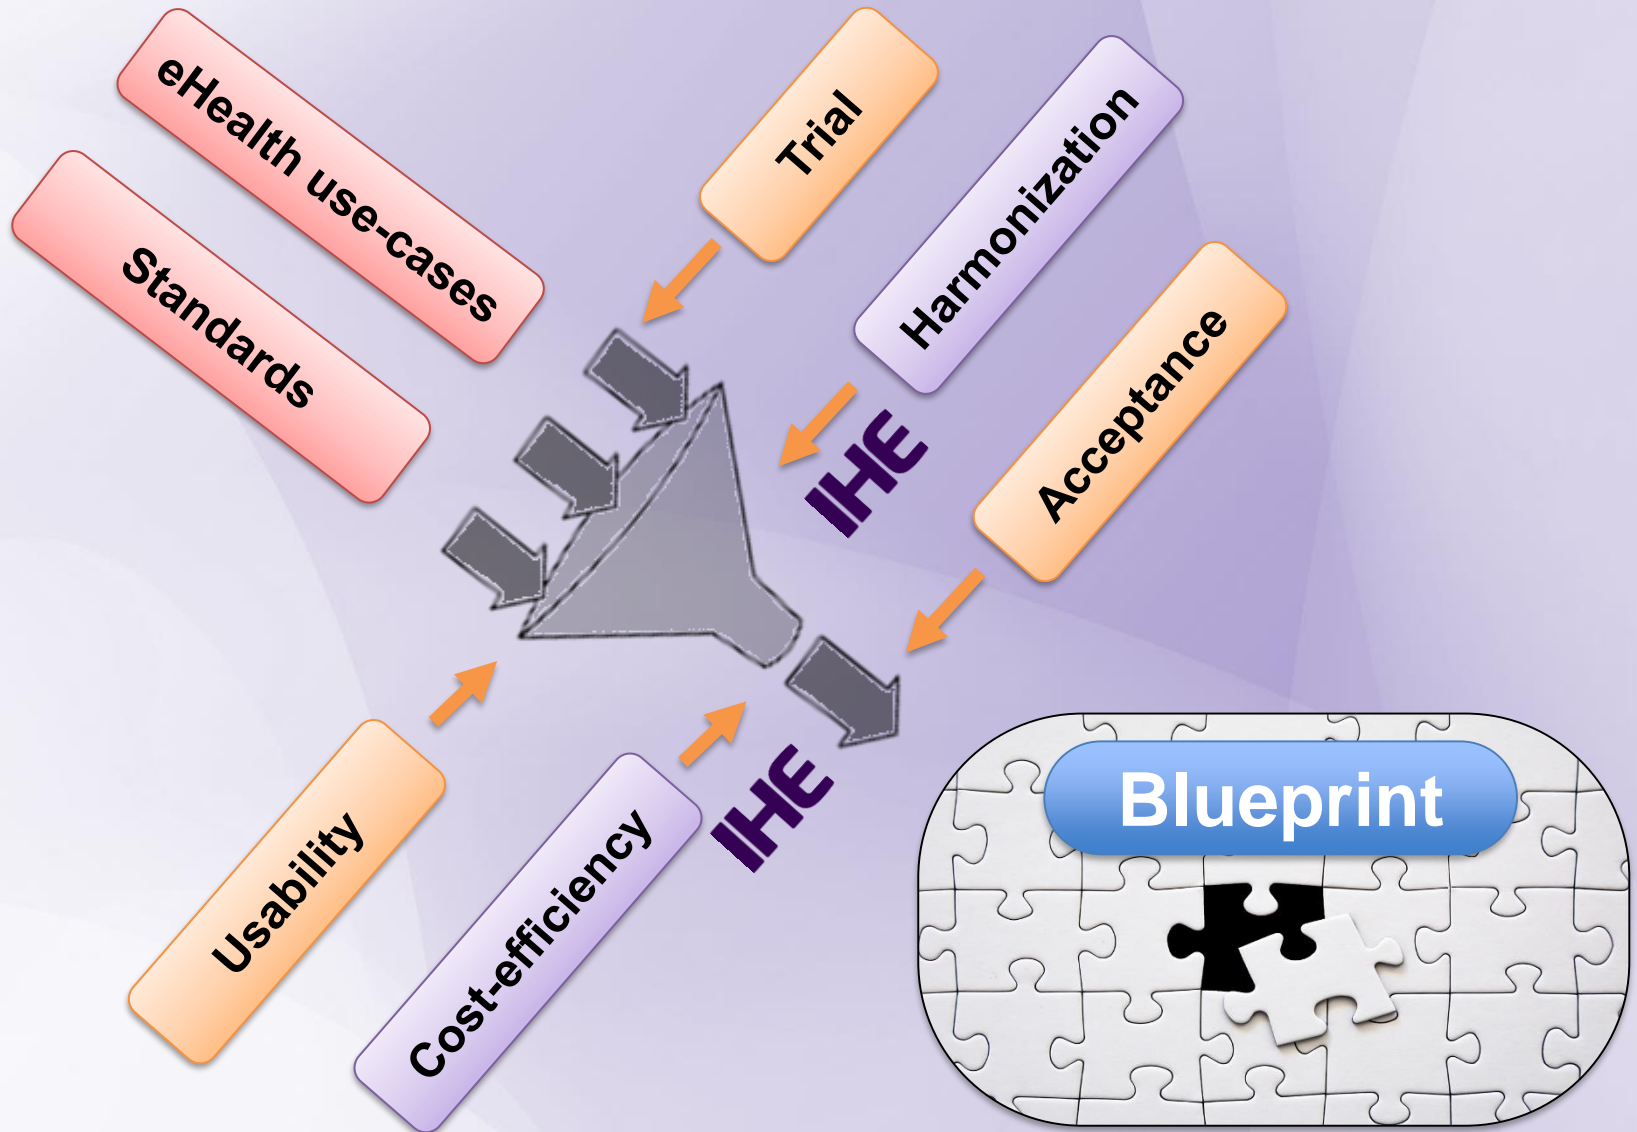 eHealth use-cases
Standards
Trial
Harmonization
IHE
Acceptance
Usability
Cost-efficiency
IHE
Blueprint